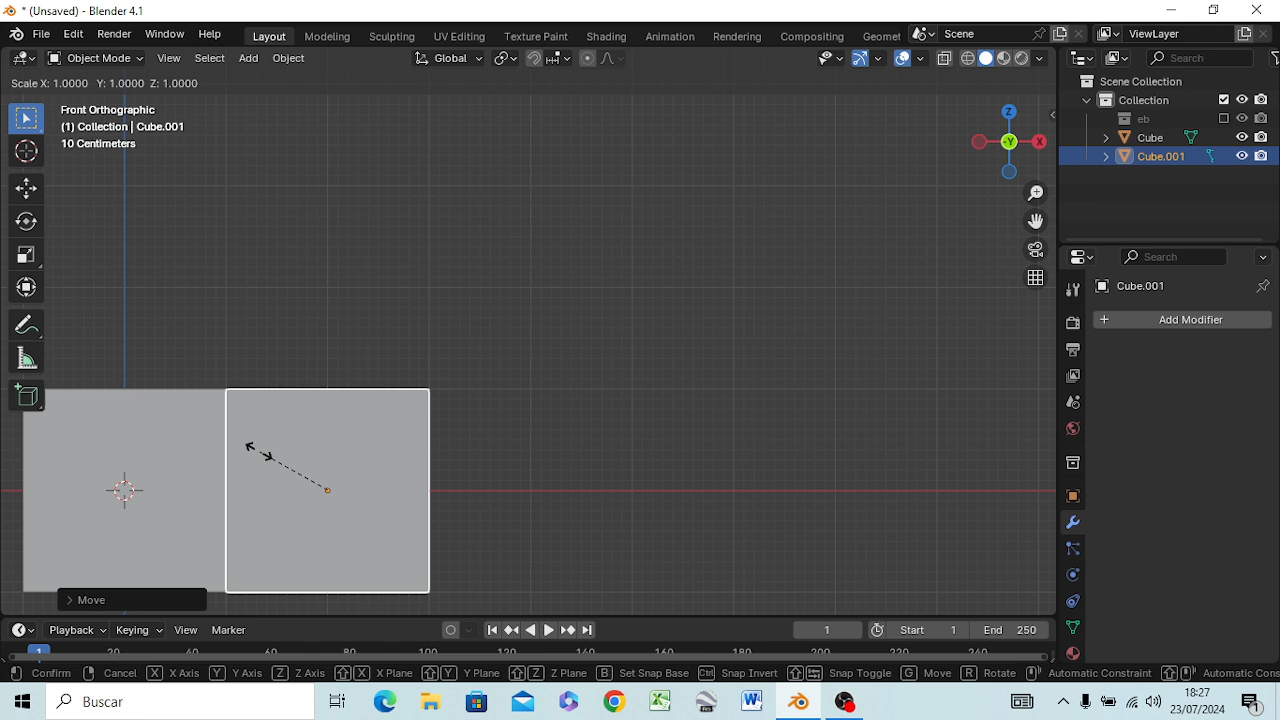 * (Unsaved) - Blender 4.1
File Edit Render Window Help Layout Modeling Sculpting UV Editing Texture Paint Shading Animation Rendering Compositing Geomet Scene ViewLayer
Object Mode View Select Add Object Global Search
Scale X: 1.0000 Y: 1.0000 Z: 1.0000
Front Orthographic
(1) Collection | Cube.001
10 Centimeters
Z
X
-Y
Scene Collection
Collection
eb
Cube
Cube.001
Search
Cube.001
+ Add Modifier
> Move
Playback Keying View Marker 1 Start 1 End 250
1 20 40 60 80 100 120 140 160 180 200 220 240
Confirm Cancel X X Axis Y Y Axis Z Z Axis X X Plane Y Y Plane Z Z Plane B Set Snap Base Ctrl Snap Invert Snap Toggle G Move R Rotate Automatic Constraint Automatic Cons
Buscar
18:27
23/07/2024
1